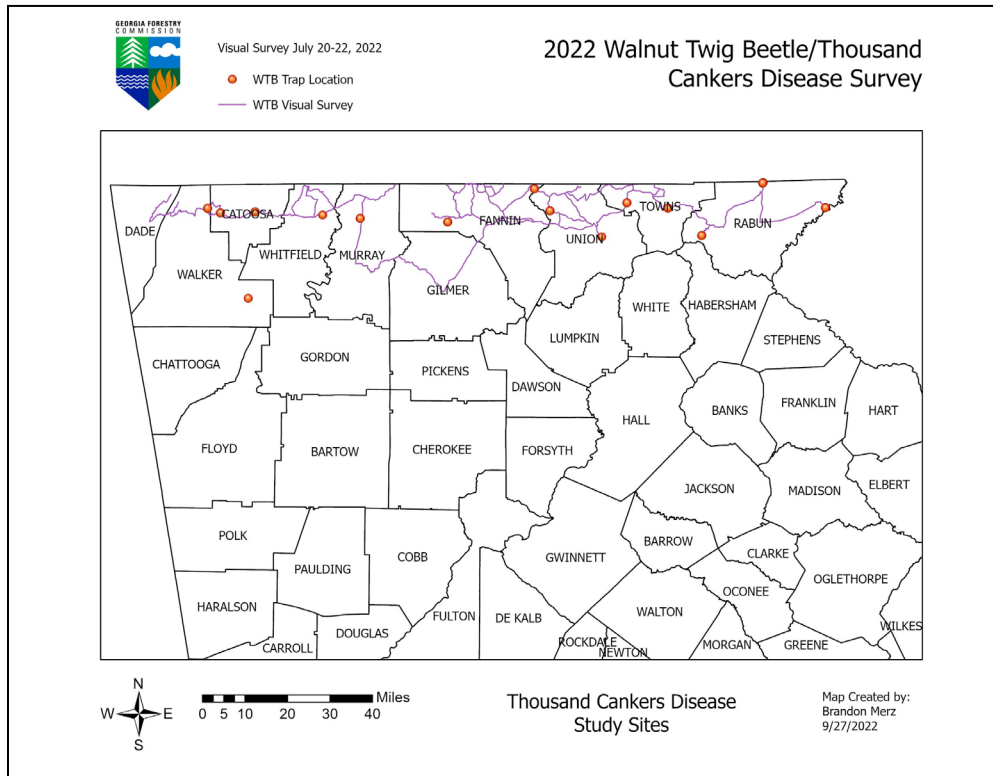 GEORGIA FORESTRY
COMMISSION
Visual Survey July 20-22, 2022
WTB Trap Location
WTB Visual Survey
2022 Walnut Twig Beetle/Thousand
Cankers Disease Survey
DADE
CATOOSA
WHITFIELD
MURRAY
FANNIN
UNION
TOWNS
RABUN
WALKER
GILMER
WHITE
HABERSHAM
LUMPKIN
STEPHENS
CHATTOOGA
GORDON
PICKENS
DAWSON
HALL
BANKS
FRANKLIN
HART
FLOYD
BARTOW
CHEROKEE
FORSYTH
JACKSON
MADISON
ELBERT
POLK
PAULDING
COBB
GWINNETT
BARROW
CLARKE
OCONEE
OGLETHORPE
HARALSON
CARROLL
DOUGLAS
FULTON
DE KALB
ROCKDALE
NEWTON
WALTON
MORGAN
GREENE
WILKES
N
W E
S
Miles
0 5 10 20 30 40
Thousand Cankers Disease
Study Sites
Map Created by:
Brandon Merz
9/27/2022